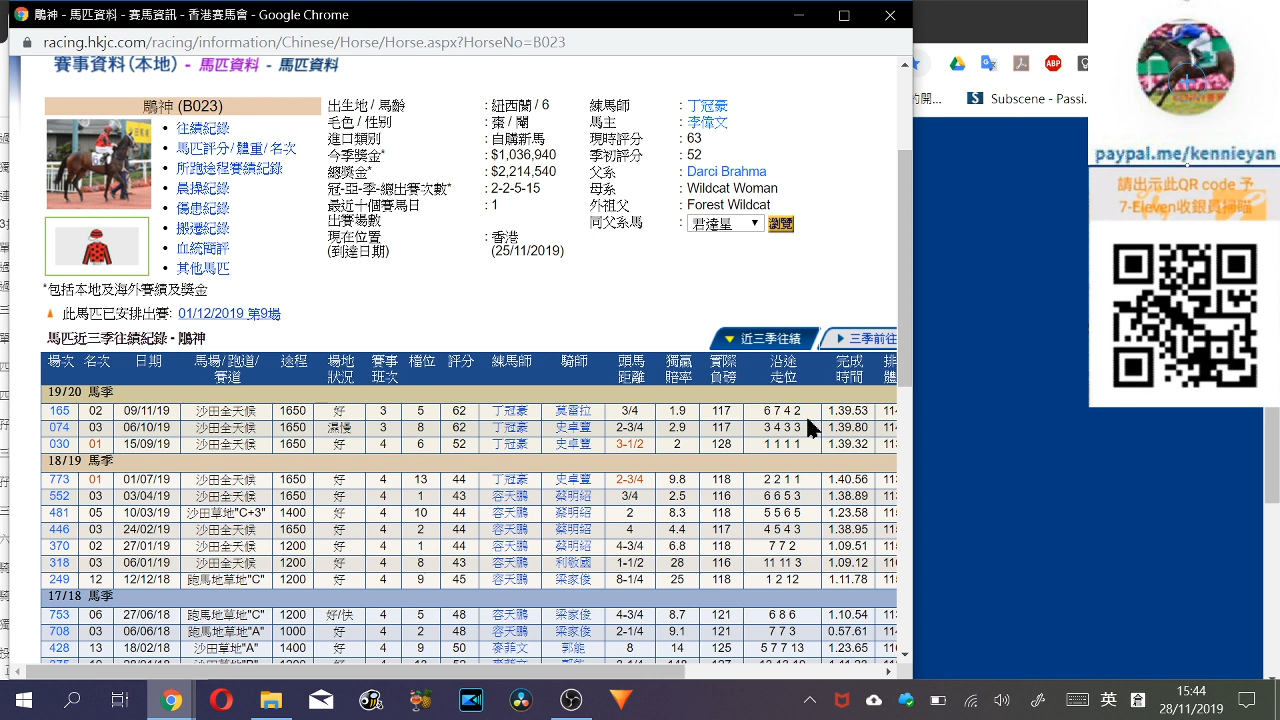 鵰神 - 馬匹資料 - 賽馬資訊 - 香港賽馬會 - Google Chrome
racing.hkjc.com/racing/information/Chinese/Horse/Horse.aspx?HorseNo=B023
賽事資料(本地) - 馬匹資料 - 馬匹資料
鵰神 (B023)
往績紀錄
馬匹評分/體重/名次
所跑途程賽績紀錄
晨操紀錄
傷患紀錄
搬遷紀錄
血統簡評
其他馬匹
出生地 / 馬齡 : 紐西蘭 / 6
毛色 / 性別 : 棗 / 閹
進口類別 : 自購新馬
今季獎金* : $1,036,940
總獎金* : $2,214,540
冠-亞-季-總出賽次數* : 2-2-5-15
最近十個賽馬日
出賽場數 : 1
現在位置
(到達日期) : 香港
(25/11/2019)
練馬師 : 丁冠豪
馬主 : 李偉文
現時評分 : 63
季初評分 : 52
父系 : Darci Brahma
母系 : Wildcat Woman
外祖父 : Forest Wildcat
同父系馬 : 君達星 瀏覽
*包括本地及海外賽績及獎金
此馬匹已安排出賽: 01/12/2019 第9場
馬匹近三季往績紀錄 - 鵰神
近三季往績 三季前往
場次 名次 日期 馬場/跑道/賽道 途程 場地狀況 賽事班次 檔位 評分 練馬師 騎師 頭馬距離 獨贏賠率 實際負磅 沿途走位 完成時間 排
19/20 馬季
165 02 09/11/19 沙田全天候 1650 好 3 5 62 丁冠豪 莫雷拉 3/4 1.9 117 6 7 4 2 1.39.53
074 03 06/10/19 沙田全天候 1650 濕慢 3 8 62 丁冠豪 史卓豐 2-3/4 2.9 117 3 4 3 3 1.39.80
030 01 15/09/19 沙田全天候 1650 好 4 6 52 丁冠豪 史卓豐 3-1/2 2 128 1 1 1 1 1.39.32
18/19 馬季
773 01 01/07/19 沙田全天候 1650 好 4 13 44 丁冠豪 史卓豐 2-3/4 9.8 118 2 2 1 1 1.40.56
552 03 03/04/19 沙田全天候 1650 好 4 1 43 容天鵬 蔡明紹 3/4 2.5 116 6 6 5 3 1.38.89
481 05 10/03/19 沙田草地"C+3" 1400 好 4 10 44 容天鵬 蔡明紹 2 8.3 118 5 5 6 5 1.23.58
446 03 24/02/19 沙田全天候 1650 好 4 2 44 容天鵬 蔡明紹 4 4.4 117 4 5 4 3 1.38.95
370 02 27/01/19 沙田全天候 1200 好 4 1 44 容天鵬 蔡明紹 4-3/4 6.8 118 7 7 2 1.09.51
318 03 06/01/19 沙田全天候 1200 好 4 8 43 容天鵬 利敬國 1-1/2 28 116 11 11 3 1.09.12
249 12 12/12/18 跑馬地草地"C" 1200 好 4 9 45 容天鵬 梁家俊 8-1/4 25 118 1 2 12 1.11.78
17/18 馬季
753 06 27/06/18 跑馬地草地"C" 1200 好/快 4 5 48 容天鵬 梁家俊 4-3/4 8.7 121 6 8 6 1.10.54
708 03 06/06/18 跑馬地草地"A" 1000 好 4 2 48 容天鵬 梁家俊 2-1/4 9.1 121 7 7 3 0.57.61
428 13 18/02/18 沙田草地"A" 1400 好 4 9 50 姿菲文 郭能 8 14 125 5 7 7 13 1.23.65
的開...
Subscene - Passi...
ABP
paypal.me/kennieyan
請出示此QR code 予
7-Eleven收銀員掃瞄
英
15:44
28/11/2019